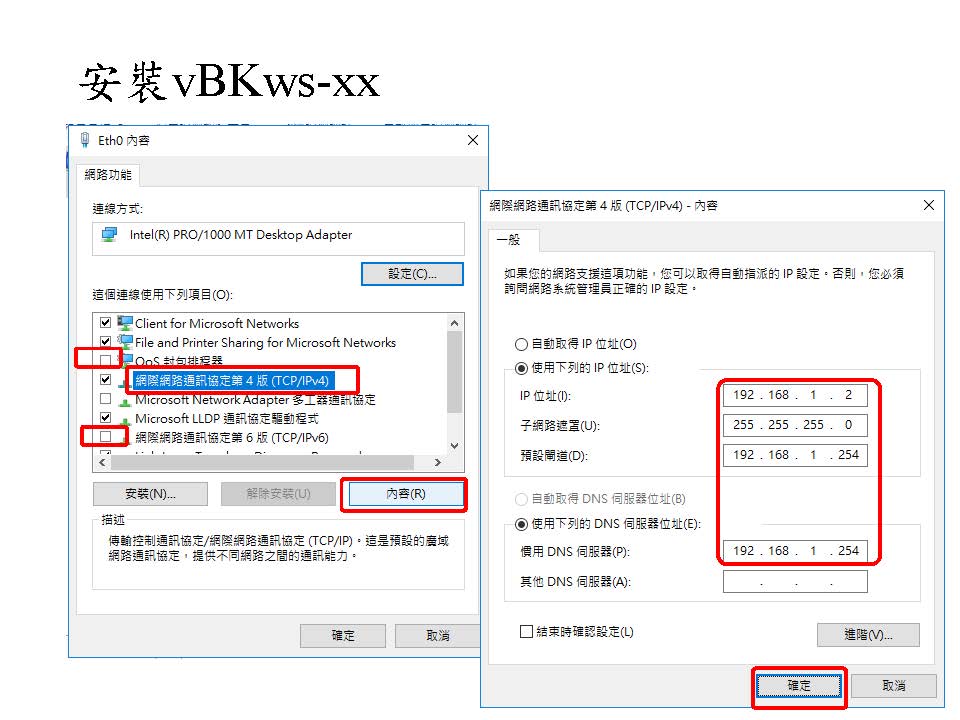 安裝vBKws-xx
Eth0 內容
網路功能
連線方式:
Intel(R) PRO/1000 MT Desktop Adapter
設定(C)...
這個連線使用下列項目(O):
Client for Microsoft Networks
File and Printer Sharing for Microsoft Networks
QoS 封包排程器
網際網路通訊協定第 4 版 (TCP/IPv4)
Microsoft Network Adapter 多工器通訊協定
Microsoft LLDP 通訊協定驅動程式
網際網路通訊協定第 6 版 (TCP/IPv6)
安裝(N)...
解除安裝(U)
內容(R)
描述
傳輸控制通訊協定/網際網路通訊協定 (TCP/IP)。這是預設的廣域
網路通訊協定，提供不同網路之間的通訊能力。
確定
取消
網際網路通訊協定第 4 版 (TCP/IPv4) - 內容
一般
如果您的網路支援這項功能，您可以取得自動指派的 IP 設定。否則，您必須
詢問網路系統管理員正確的 IP 設定。
自動取得 IP 位址(O)
使用下列的 IP 位址(S):
IP 位址(I): 192 . 168 . 1 . 2
子網路遮罩(U): 255 . 255 . 255 . 0
預設閘道(D): 192 . 168 . 1 . 254
自動取得 DNS 伺服器位址(B)
使用下列的 DNS 伺服器位址(E):
慣用 DNS 伺服器(P): 192 . 168 . 1 . 254
其他 DNS 伺服器(A): . . .
結束時確認設定(L)
進階(V)...
確定
取消